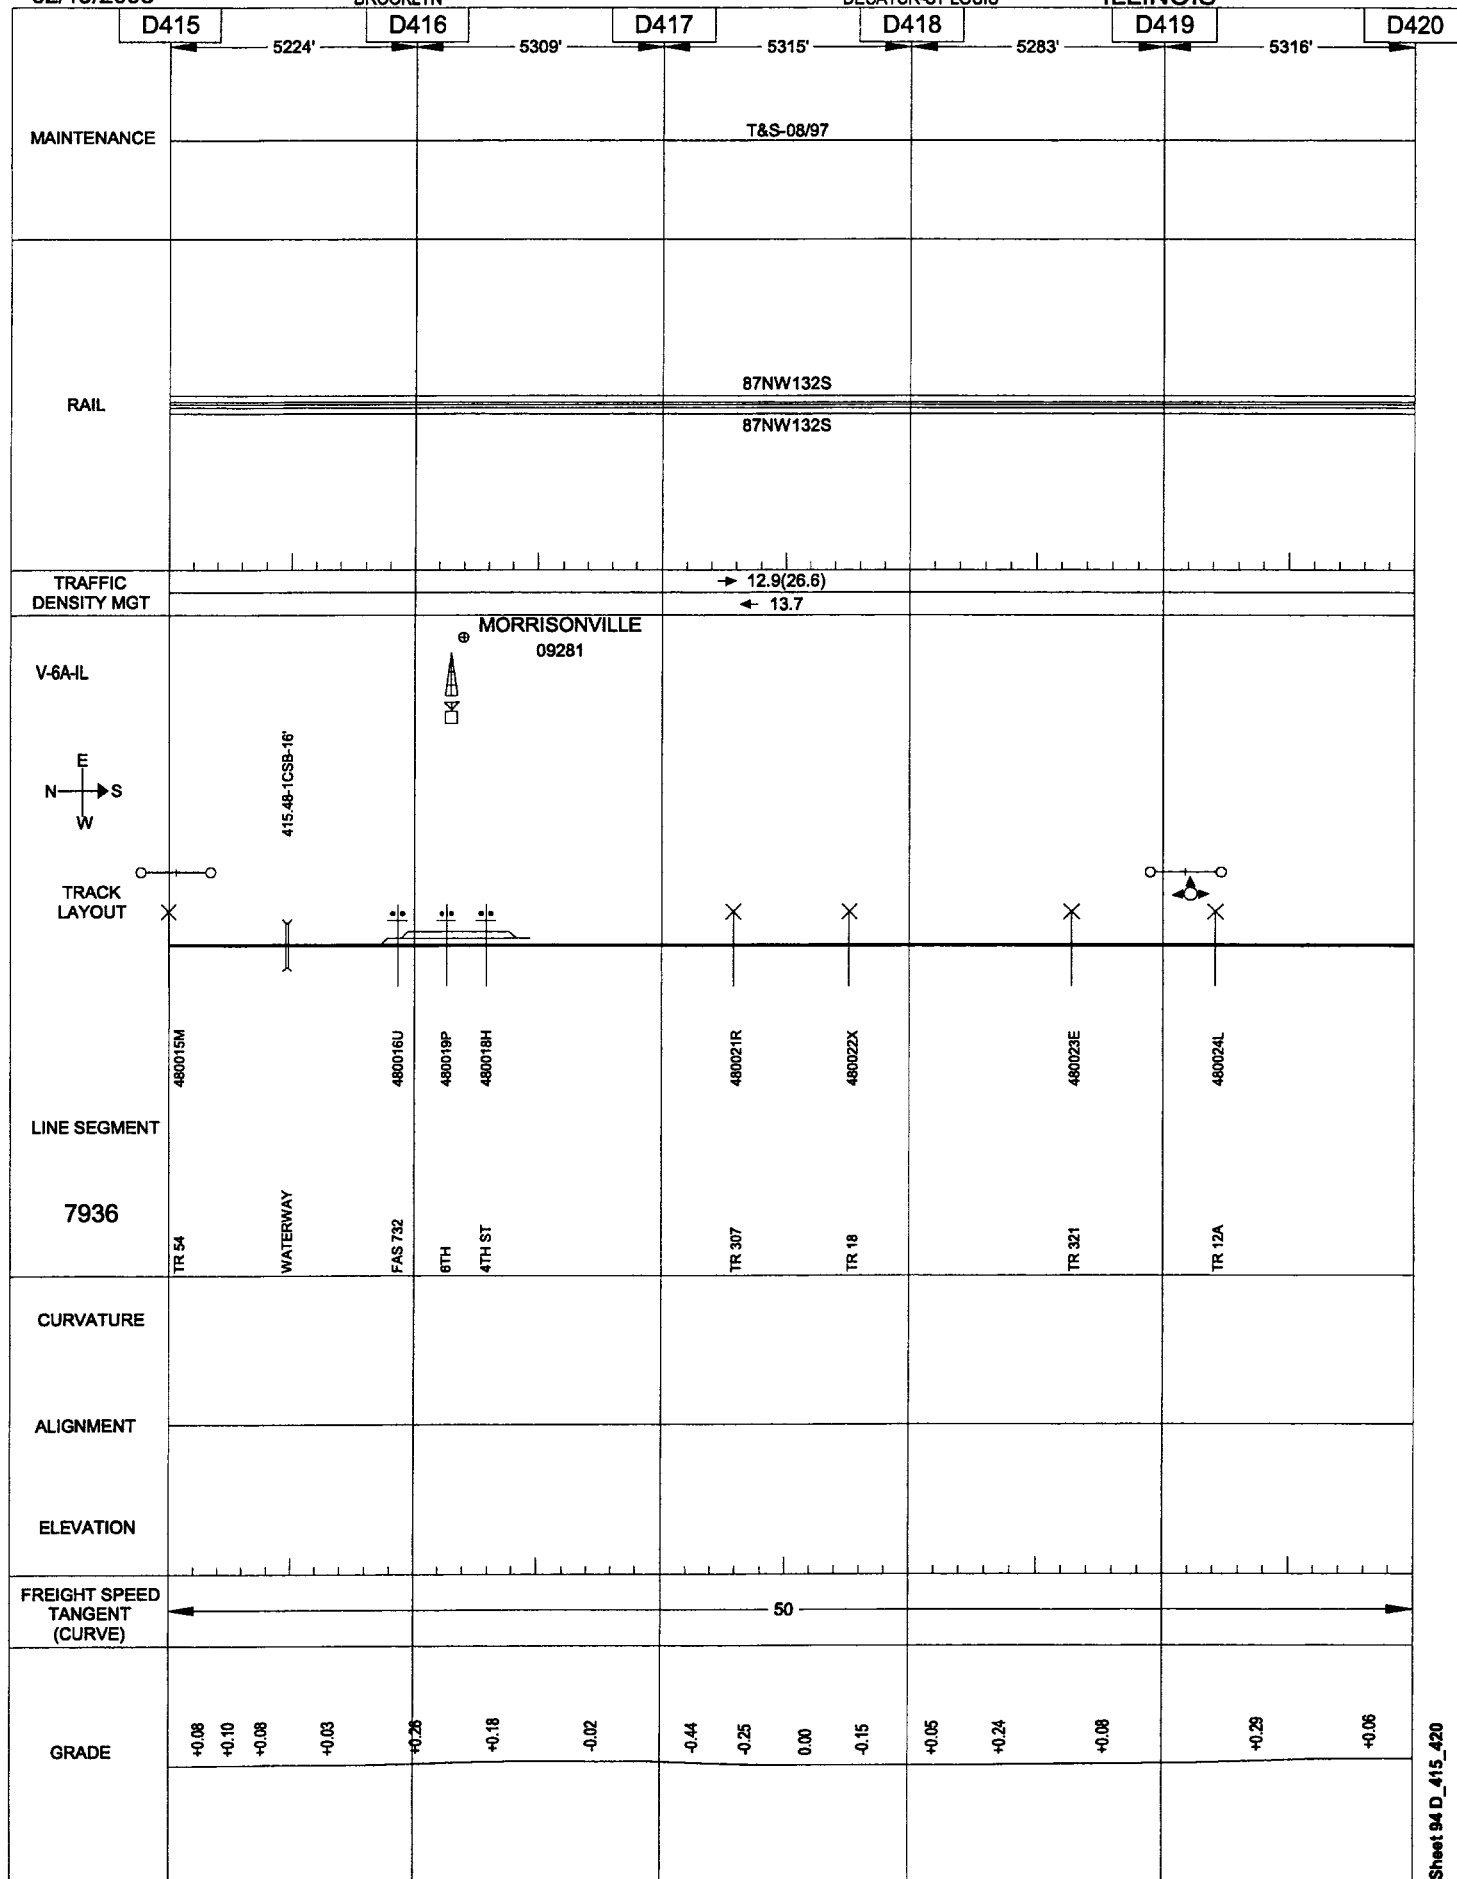 BROOKLYN
ILLINOIS
D415 D416 D417 D418 D419 D420
5224' 5309' 5315' 5283' 5316'
MAINTENANCE
T&S-08/97
RAIL
87NW132S
87NW132S
TRAFFIC
DENSITY MGT
12.9(26.6)
13.7
MORRISONVILLE
09281
V-6A-IL
E
N S
W
415.48-1CSB-16'
TRACK
LAYOUT
480015M 480016U 480019P 480018H 480021R 480022X 480023E 480024L
LINE SEGMENT
7936
TR 54 WATERWAY FAS 732 6TH 4TH ST TR 307 TR 18 TR 321 TR 12A
CURVATURE
ALIGNMENT
ELEVATION
FREIGHT SPEED
TANGENT
(CURVE)
50
GRADE
+0.08 +0.10 +0.08 +0.03 +0.26 +0.18 -0.02 -0.44 -0.25 0.00 -0.15 +0.05 +0.24 +0.08 +0.29 +0.06
Sheet 94 D_415_420